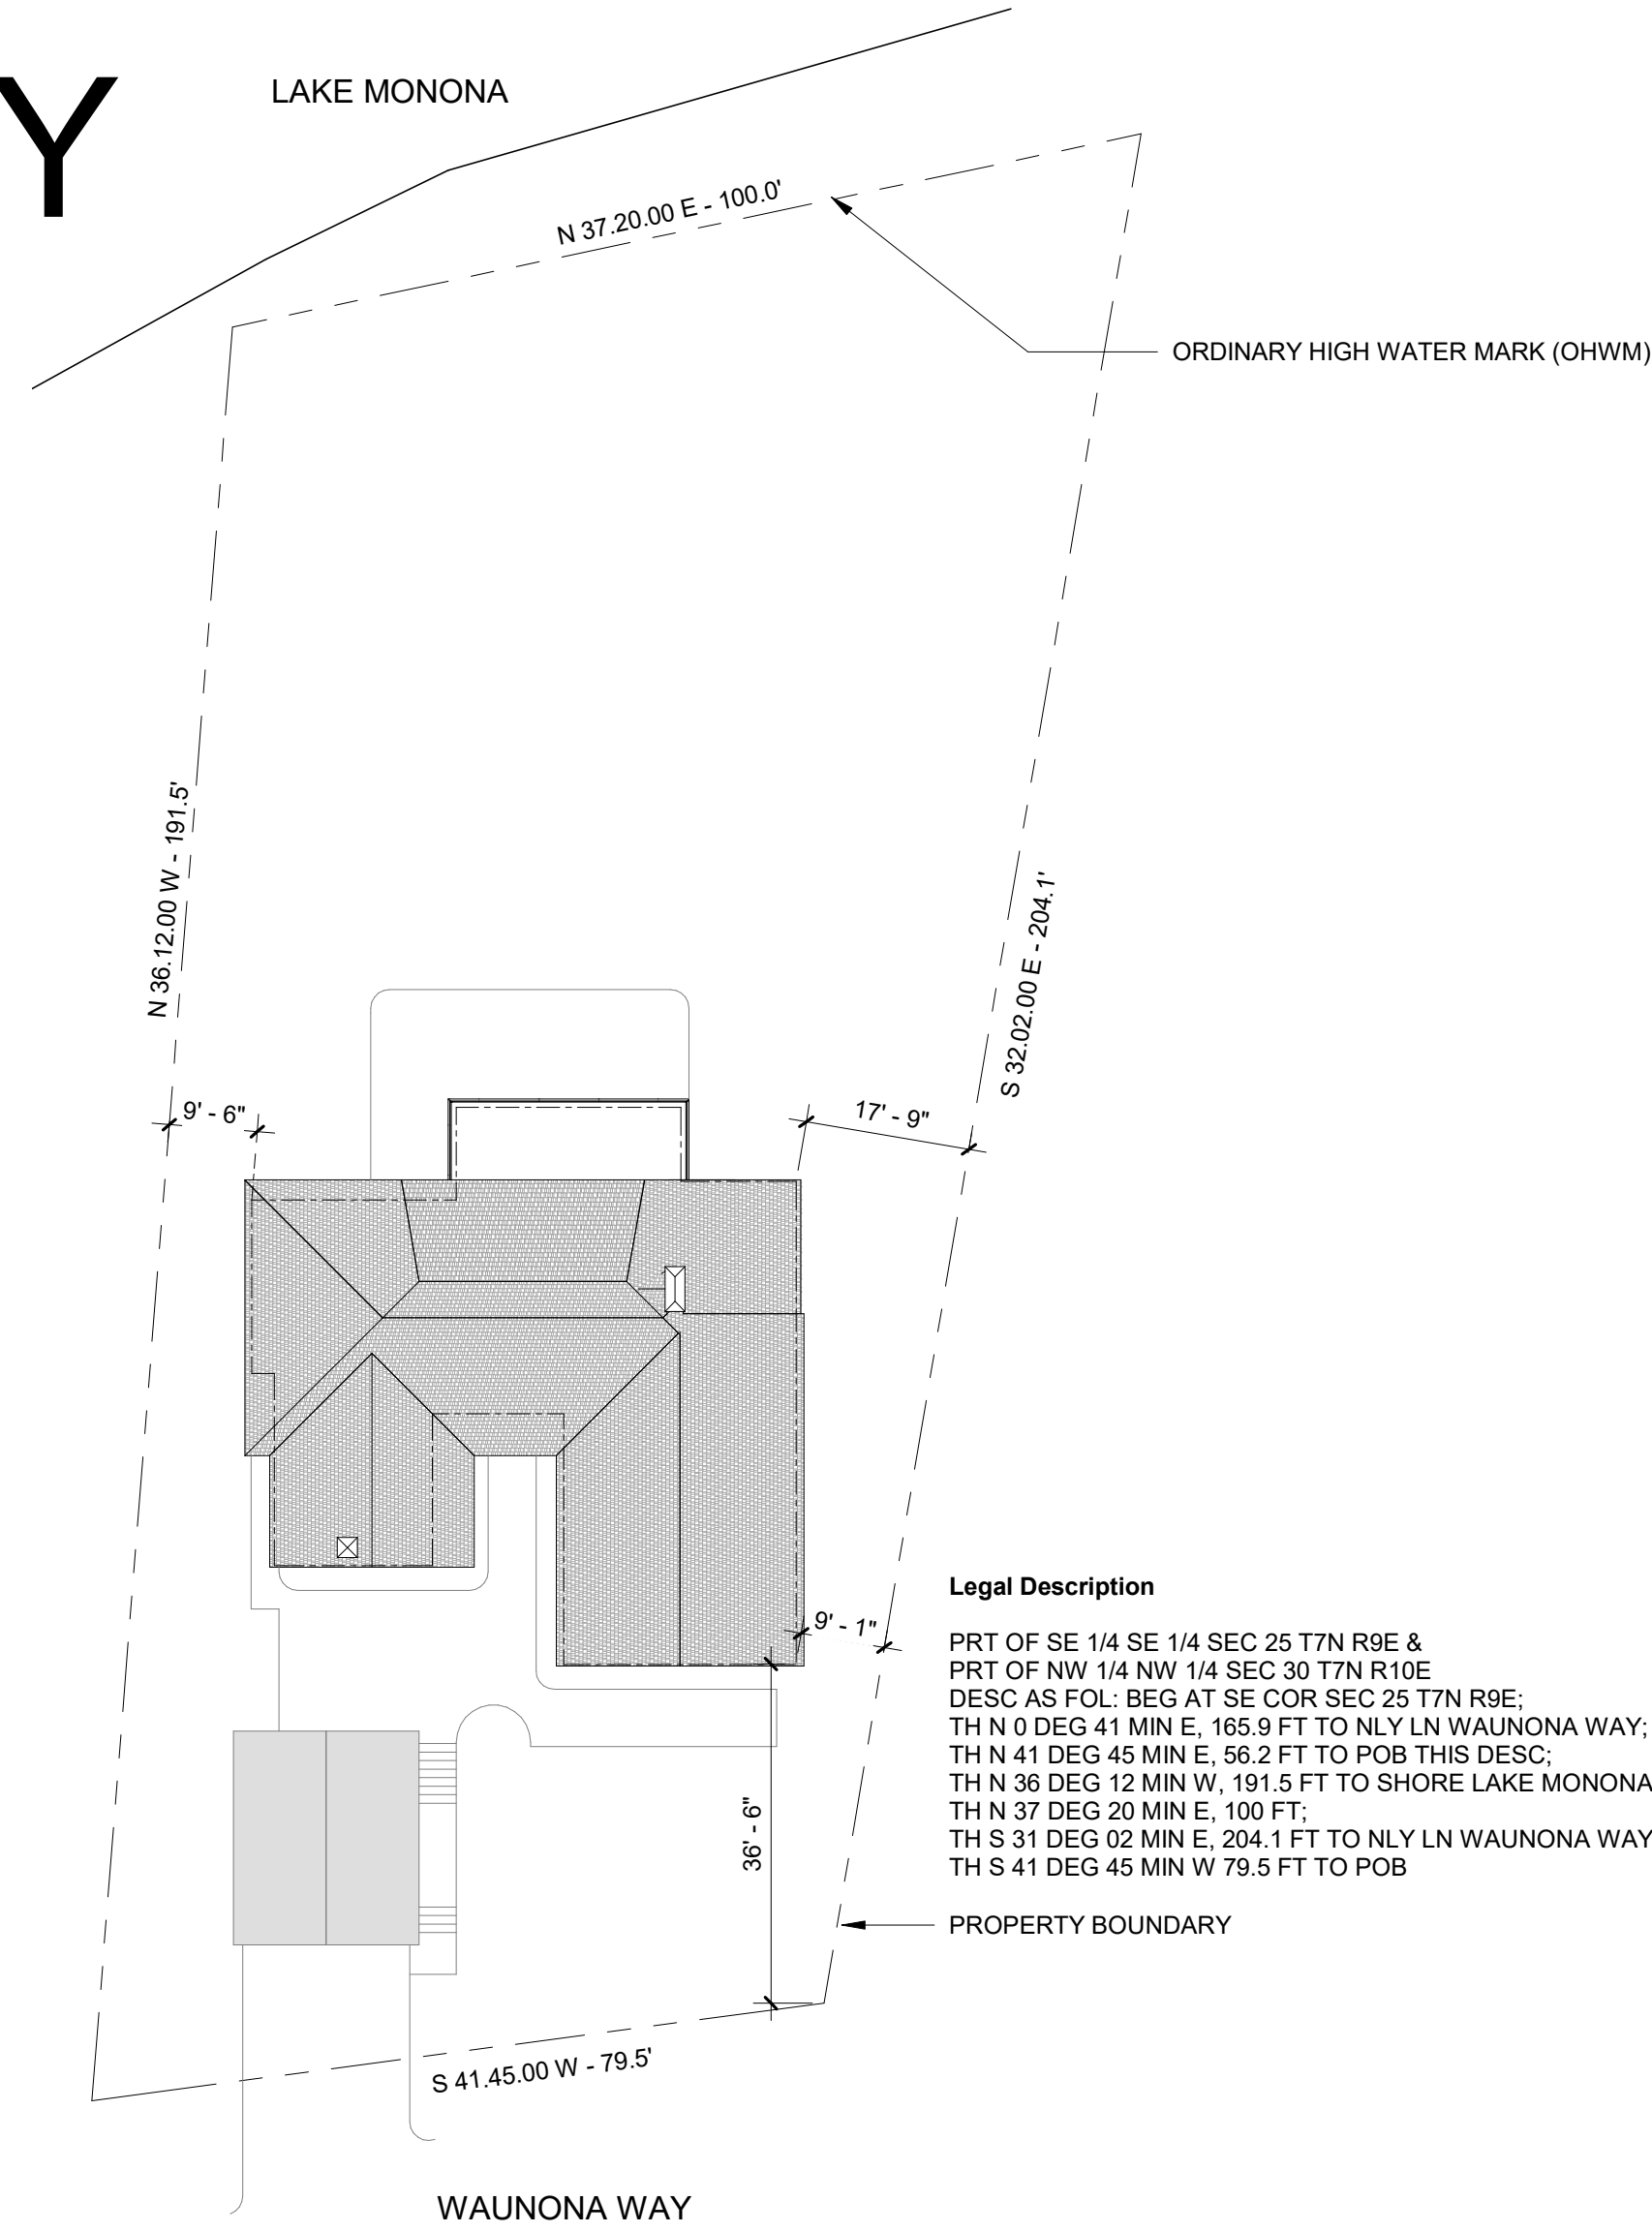 Y
LAKE MONONA
N 37.20.00 E - 100.0'
ORDINARY HIGH WATER MARK (OHWM)
N 36.12.00 W - 191.5'
S 32.02.00 E - 204.1'
9' - 6"
17' - 9"
9' - 1"
36' - 6"
Legal Description
PRT OF SE 1/4 SE 1/4 SEC 25 T7N R9E &
PRT OF NW 1/4 NW 1/4 SEC 30 T7N R10E
DESC AS FOL: BEG AT SE COR SEC 25 T7N R9E;
TH N 0 DEG 41 MIN E, 165.9 FT TO NLY LN WAUNONA WAY;
TH N 41 DEG 45 MIN E, 56.2 FT TO POB THIS DESC;
TH N 36 DEG 12 MIN W, 191.5 FT TO SHORE LAKE MONONA
TH N 37 DEG 20 MIN E, 100 FT;
TH S 31 DEG 02 MIN E, 204.1 FT TO NLY LN WAUNONA WAY
TH S 41 DEG 45 MIN W 79.5 FT TO POB
PROPERTY BOUNDARY
S 41.45.00 W - 79.5'
WAUNONA WAY